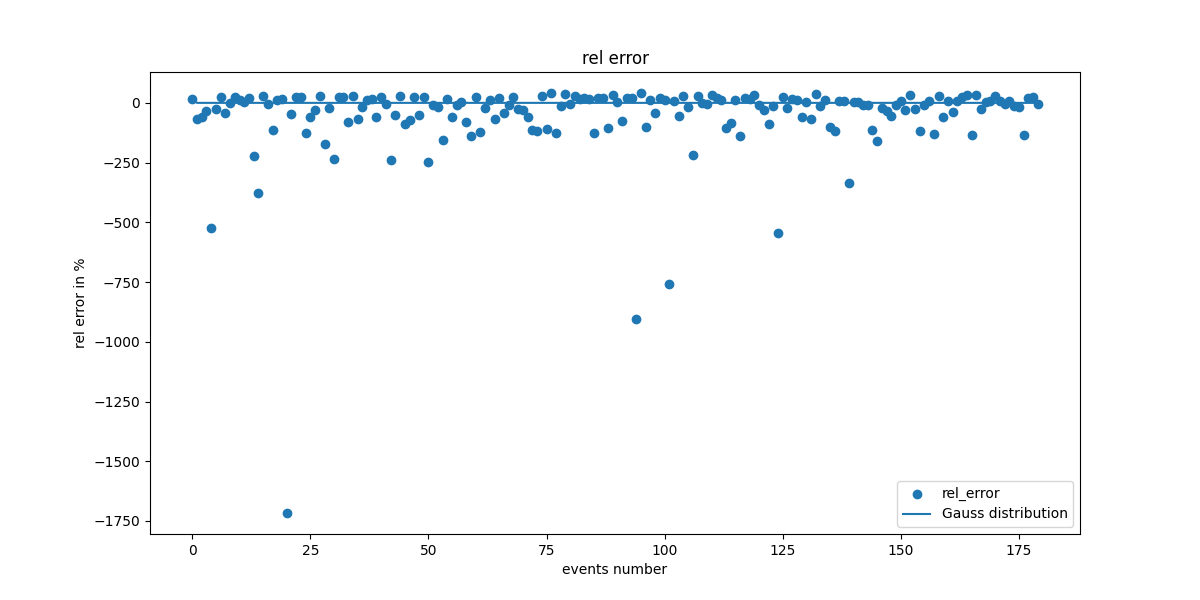 rel error
rel error in %
0
−250
−500
−750
−1000
−1250
−1500
−1750
0 25 50 75 100 125 150 175
events number
rel_error
Gauss distribution